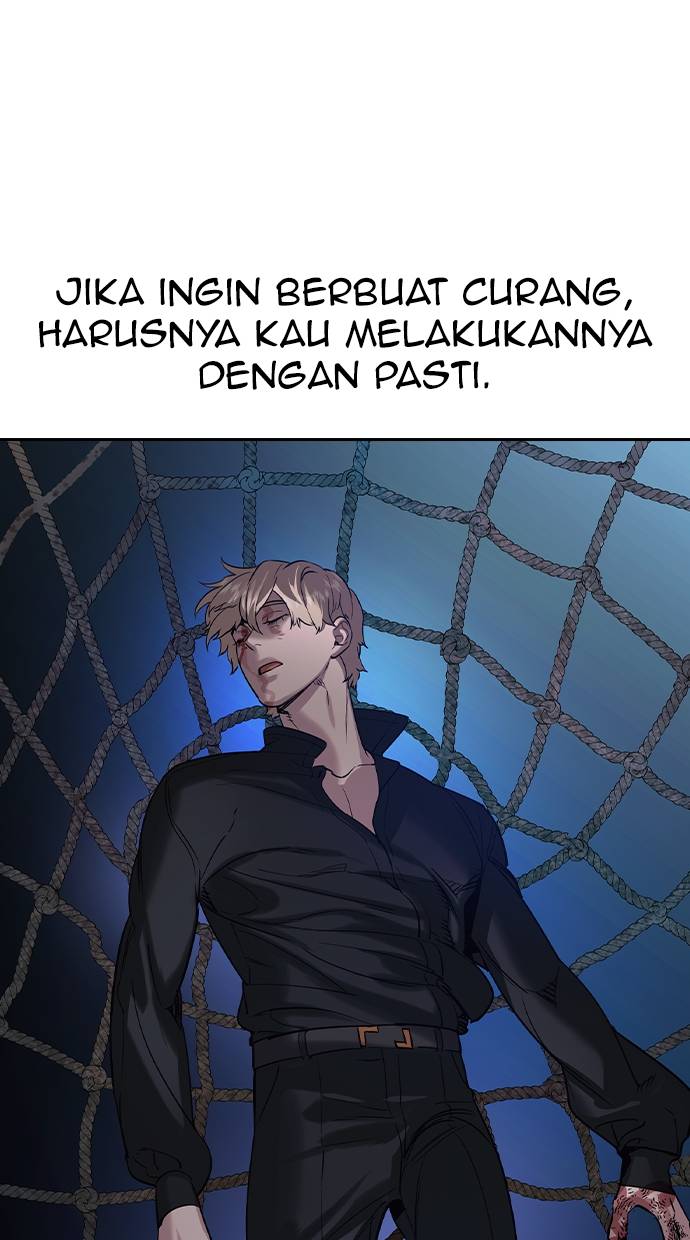 JIKA INGIN BERBUAT CURANG,
HARUSNYA KAU MELAKUKANNYA
DENGAN PASTI.